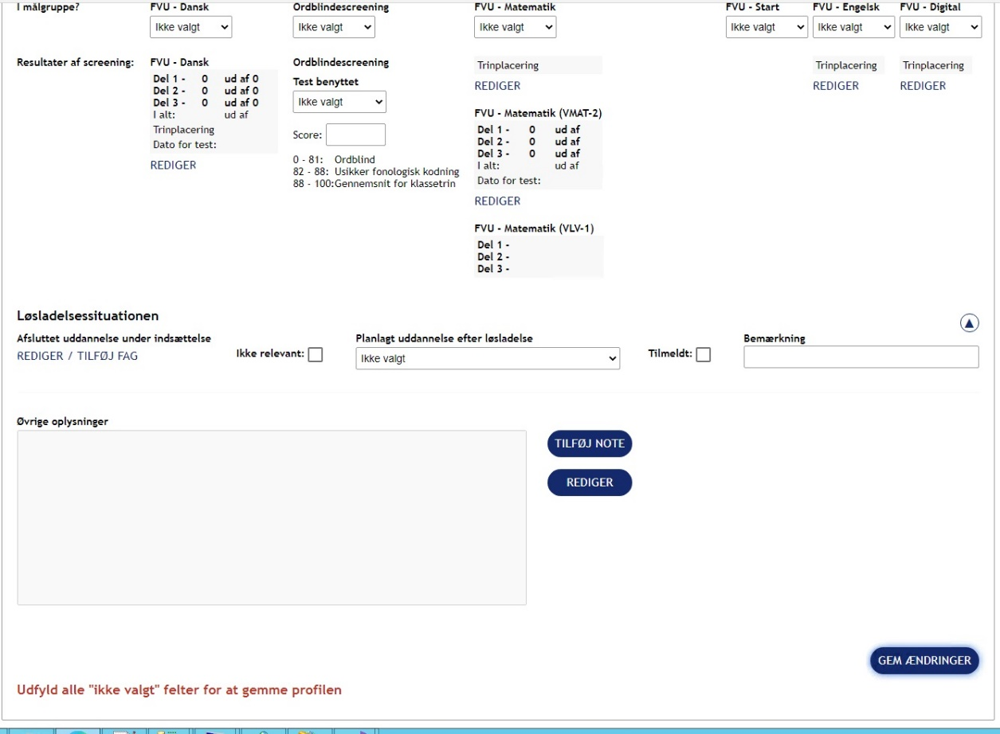 I målgruppe?
FVU - Dansk
Ikke valgt
Ordblindescreening
Ikke valgt
FVU - Matematik
Ikke valgt
FVU - Start
Ikke valgt
FVU - Engelsk
Ikke valgt
FVU - Digital
Ikke valgt
Resultater af screening:
FVU - Dansk
Del 1 - 0 ud af 0
Del 2 - 0 ud af 0
Del 3 - 0 ud af 0
I alt: ud af
Trinplacering
Dato for test:
REDIGER
Ordblindescreening
Test benyttet
Ikke valgt
Score:
0 - 81: Ordblind
82 - 88: Usikker fonologisk kodning
88 - 100:Gennemsnit for klassetrin
Trinplacering
REDIGER
FVU - Matematik (VMAT-2)
Del 1 - 0 ud af
Del 2 - 0 ud af
Del 3 - 0 ud af
I alt: ud af
Dato for test:
REDIGER
FVU - Matematik (VLV-1)
Del 1 -
Del 2 -
Del 3 -
Trinplacering
REDIGER
Trinplacering
REDIGER
Løsladelsessituationen
Afsluttet uddannelse under indsættelse
REDIGER / TILFØJ FAG
Ikke relevant:
Planlagt uddannelse efter løsladelse
Ikke valgt
Tilmeldt:
Bemærkning
Øvrige oplysninger
TILFØJ NOTE
REDIGER
GEM ÆNDRINGER
Udfyld alle "ikke valgt" felter for at gemme profilen